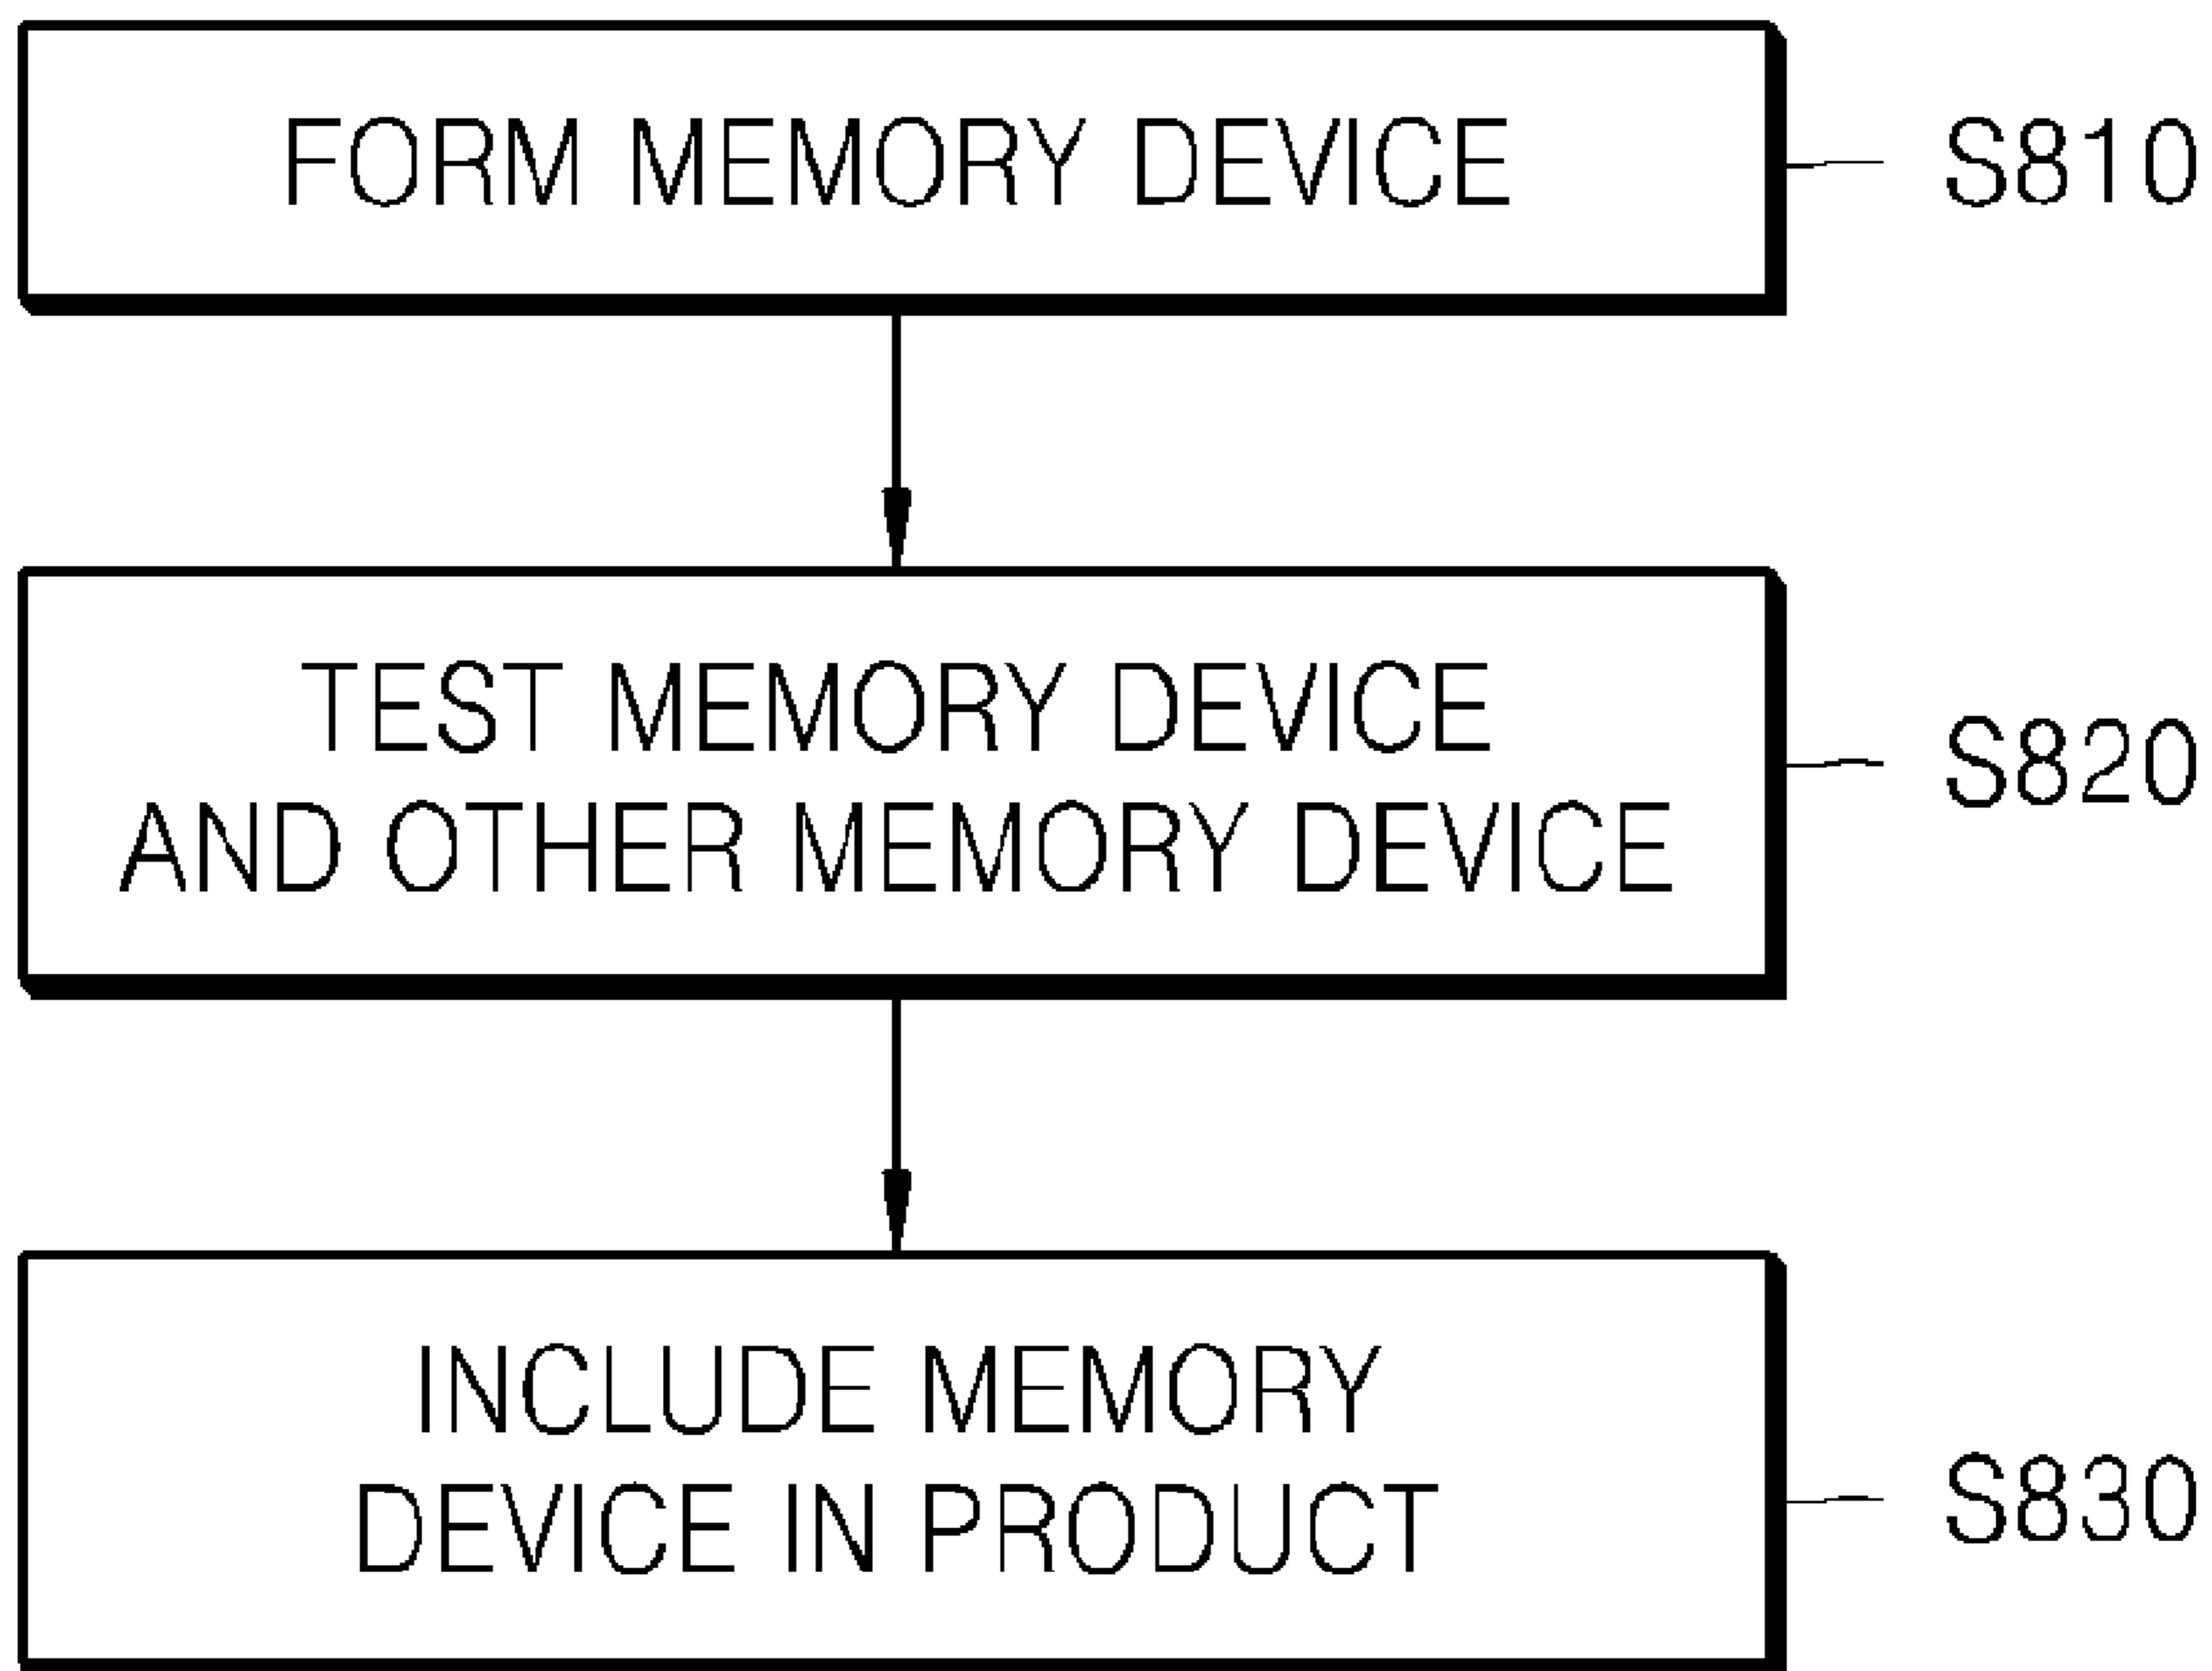 FORM MEMORY DEVICE
S810
TEST MEMORY DEVICE
AND OTHER MEMORY DEVICE
S820
INCLUDE MEMORY
DEVICE IN PRODUCT
S830